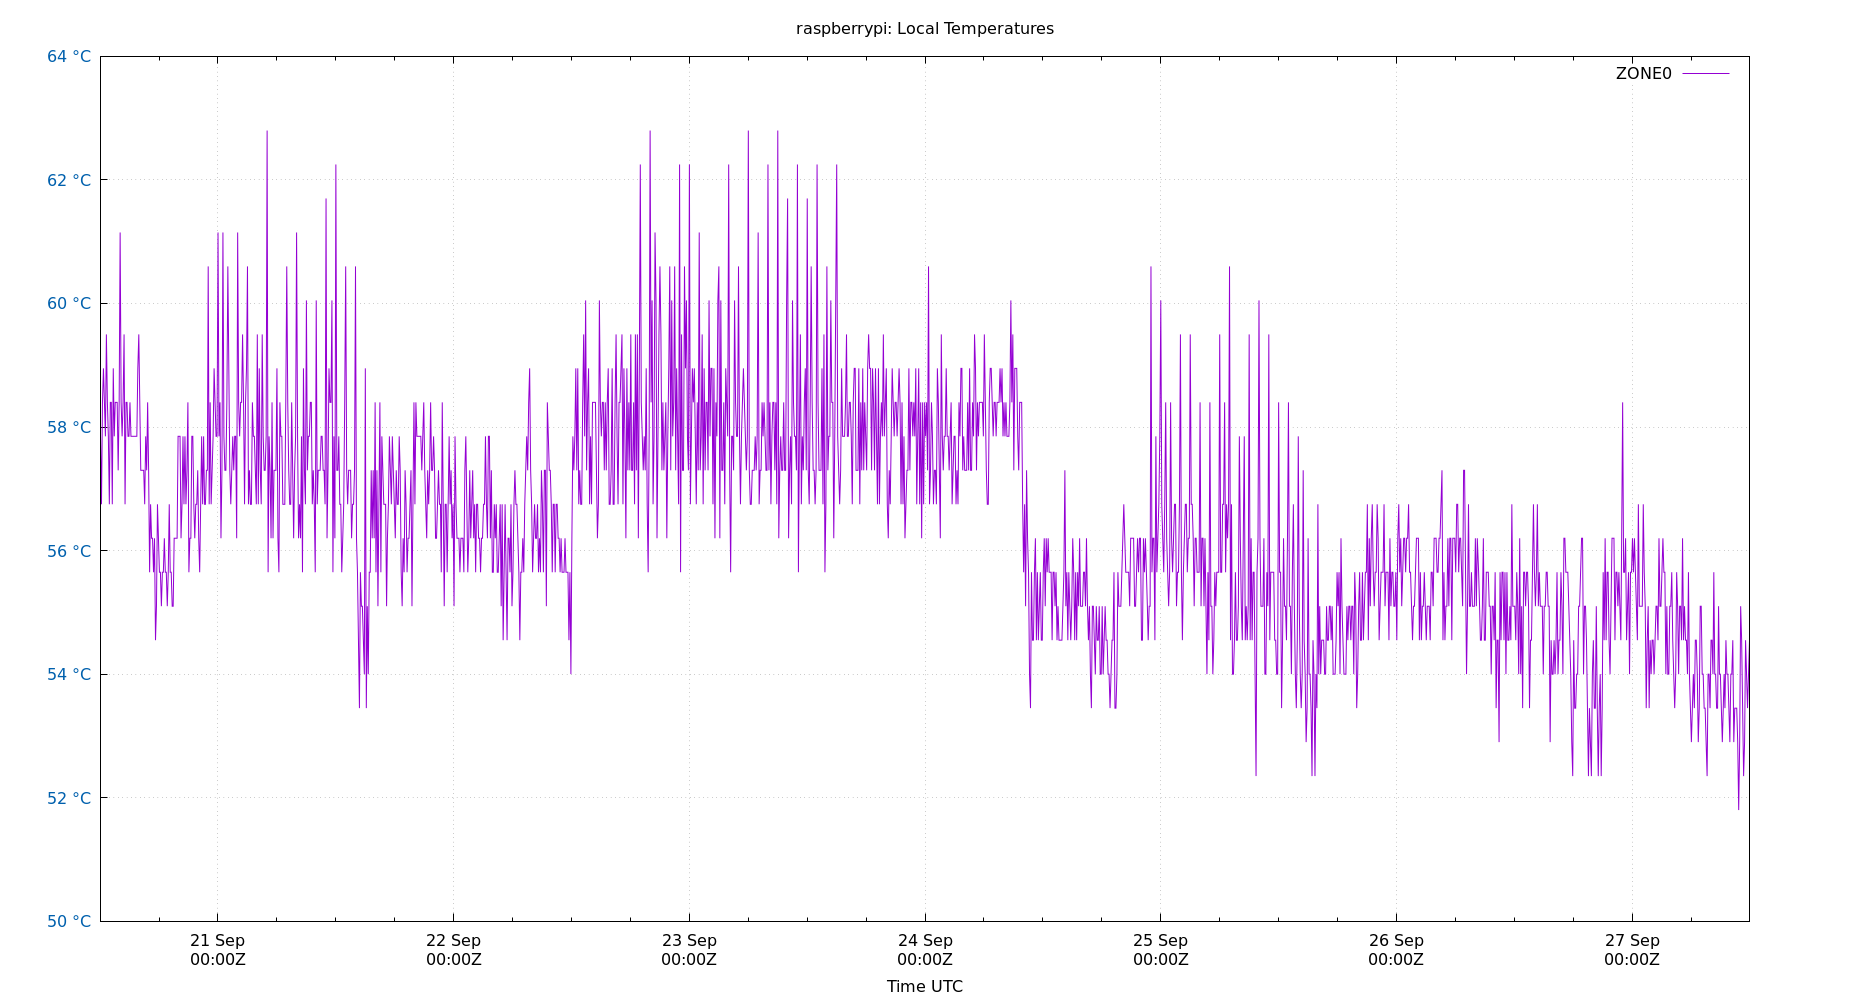 raspberrypi: Local Temperatures
64 °C
ZONE0
62 °C
60 °C
58 °C
56 °C
54 °C
52 °C
50 °C
21 Sep 22 Sep 23 Sep 24 Sep 25 Sep 26 Sep 27 Sep
00:00Z 00:00Z 00:00Z 00:00Z 00:00Z 00:00Z 00:00Z
Time UTC